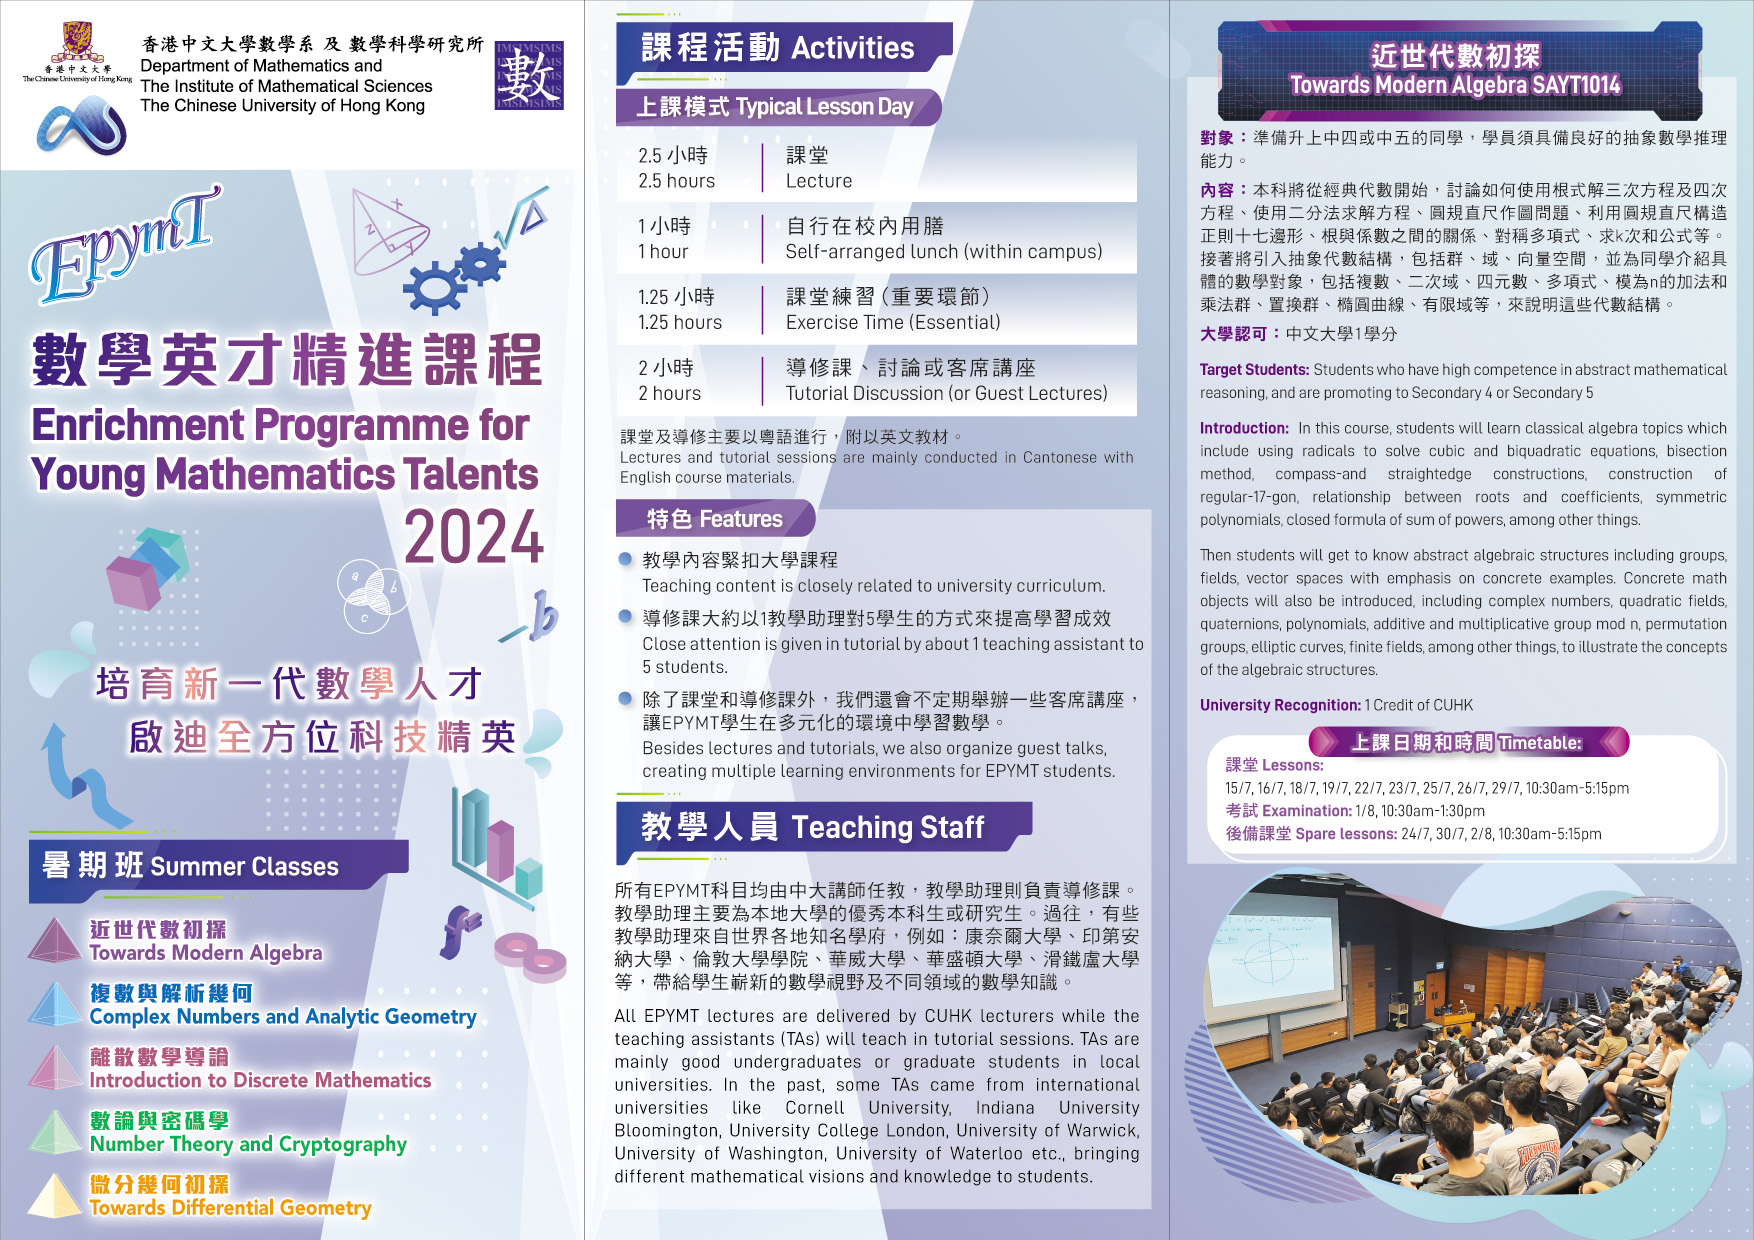 香港中文大學
The Chinese University of Hong Kong
香港中文大學數學系 及 數學科學研究所
Department of Mathematics and
The Institute of Mathematical Sciences
The Chinese University of Hong Kong
數
EpymT
數學英才精進課程
Enrichment Programme for
Young Mathematics Talents
2024
培育新一代數學人才
啟迪全方位科技精英
暑期班 Summer Classes
近世代數初探
Towards Modern Algebra
複數與解析幾何
Complex Numbers and Analytic Geometry
離散數學導論
Introduction to Discrete Mathematics
數論與密碼學
Number Theory and Cryptography
微分幾何初探
Towards Differential Geometry
課程活動 Activities
上課模式 Typical Lesson Day
2.5 小時 課堂
2.5 hours Lecture
1 小時 自行在校內用膳
1 hour Self-arranged lunch (within campus)
1.25 小時 課堂練習（重要環節）
1.25 hours Exercise Time (Essential)
2 小時 導修課、討論或客席講座
2 hours Tutorial Discussion (or Guest Lectures)
課堂及導修主要以粵語進行，附以英文教材。
Lectures and tutorial sessions are mainly conducted in Cantonese with
English course materials.
特色 Features
教學內容緊扣大學課程
Teaching content is closely related to university curriculum.
導修課大約以1教學助理對5學生的方式來提高學習成效
Close attention is given in tutorial by about 1 teaching assistant to
5 students.
除了課堂和導修課外，我們還會不定期舉辦一些客席講座，
讓EPYMT學生在多元化的環境中學習數學。
Besides lectures and tutorials, we also organize guest talks,
creating multiple learning environments for EPYMT students.
教學人員 Teaching Staff
所有EPYMT科目均由中大講師任教，教學助理則負責導修課。
教學助理主要為本地大學的優秀本科生或研究生。過往，有些
教學助理來自世界各地知名學府，例如：康奈爾大學、印第安
納大學、倫敦大學學院、華威大學、華盛頓大學、滑鐵盧大學
等，帶給學生嶄新的數學視野及不同領域的數學知識。
All EPYMT lectures are delivered by CUHK lecturers while the
teaching assistants (TAs) will teach in tutorial sessions. TAs are
mainly good undergraduates or graduate students in local
universities. In the past, some TAs came from international
universities like Cornell University, Indiana University
Bloomington, University College London, University of Warwick,
University of Washington, University of Waterloo etc., bringing
different mathematical visions and knowledge to students.
近世代數初探
Towards Modern Algebra SAYT1014
對象：準備升上中四或中五的同學，學員須具備良好的抽象數學推理
能力。
內容：本科將從經典代數開始，討論如何使用根式解三次方程及四次
方程、使用二分法求解方程、圓規直尺作圖問題、利用圓規直尺構造
正則十七邊形、根與係數之間的關係、對稱多項式、求k次和公式等。
接著將引入抽象代數結構，包括群、域、向量空間，並為同學介紹具
體的數學對象，包括複數、二次域、四元數、多項式、模為n的加法和
乘法群、置換群、橢圓曲線、有限域等，來說明這些代數結構。
大學認可：中文大學1學分
Target Students: Students who have high competence in abstract mathematical
reasoning, and are promoting to Secondary 4 or Secondary 5
Introduction: In this course, students will learn classical algebra topics which
include using radicals to solve cubic and biquadratic equations, bisection
method, compass-and straightedge constructions, construction of
regular-17-gon, relationship between roots and coefficients, symmetric
polynomials, closed formula of sum of powers, among other things.
Then students will get to know abstract algebraic structures including groups,
fields, vector spaces with emphasis on concrete examples. Concrete math
objects will also be introduced, including complex numbers, quadratic fields,
quaternions, polynomials, additive and multiplicative group mod n, permutation
groups, elliptic curves, finite fields, among other things, to illustrate the concepts
of the algebraic structures.
University Recognition: 1 Credit of CUHK
上課日期和時間 Timetable:
課堂 Lessons:
15/7, 16/7, 18/7, 19/7, 22/7, 23/7, 25/7, 26/7, 29/7, 10:30am-5:15pm
考試 Examination: 1/8, 10:30am-1:30pm
後備課堂 Spare lessons: 24/7, 30/7, 2/8, 10:30am-5:15pm